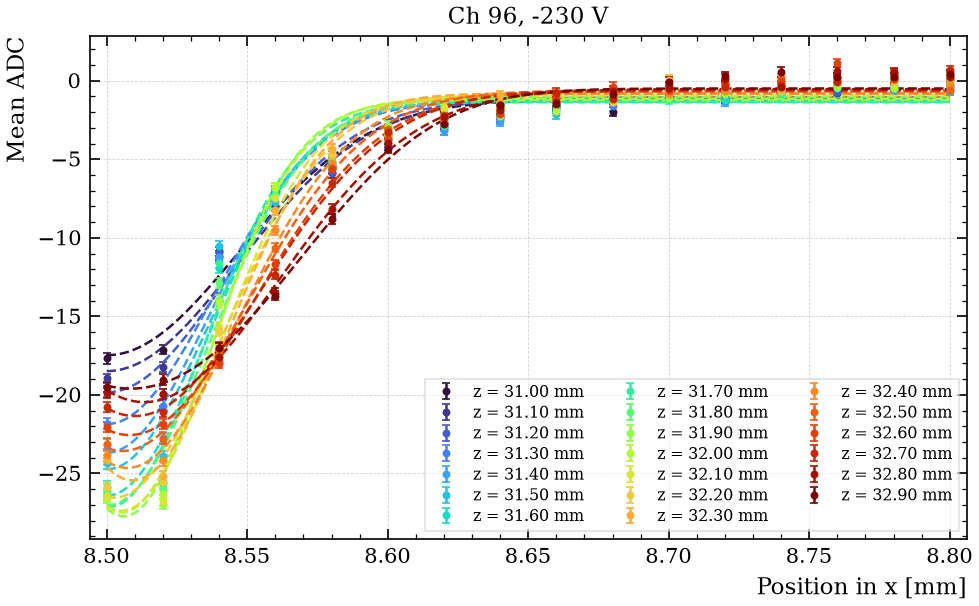 Ch 96, -230 V
Mean ADC
0
−5
−10
−15
−20
−25
8.50 8.55 8.60 8.65 8.70 8.75 8.80
Position in x [mm]
z = 31.00 mm
z = 31.10 mm
z = 31.20 mm
z = 31.30 mm
z = 31.40 mm
z = 31.50 mm
z = 31.60 mm
z = 31.70 mm
z = 31.80 mm
z = 31.90 mm
z = 32.00 mm
z = 32.10 mm
z = 32.20 mm
z = 32.30 mm
z = 32.40 mm
z = 32.50 mm
z = 32.60 mm
z = 32.70 mm
z = 32.80 mm
z = 32.90 mm